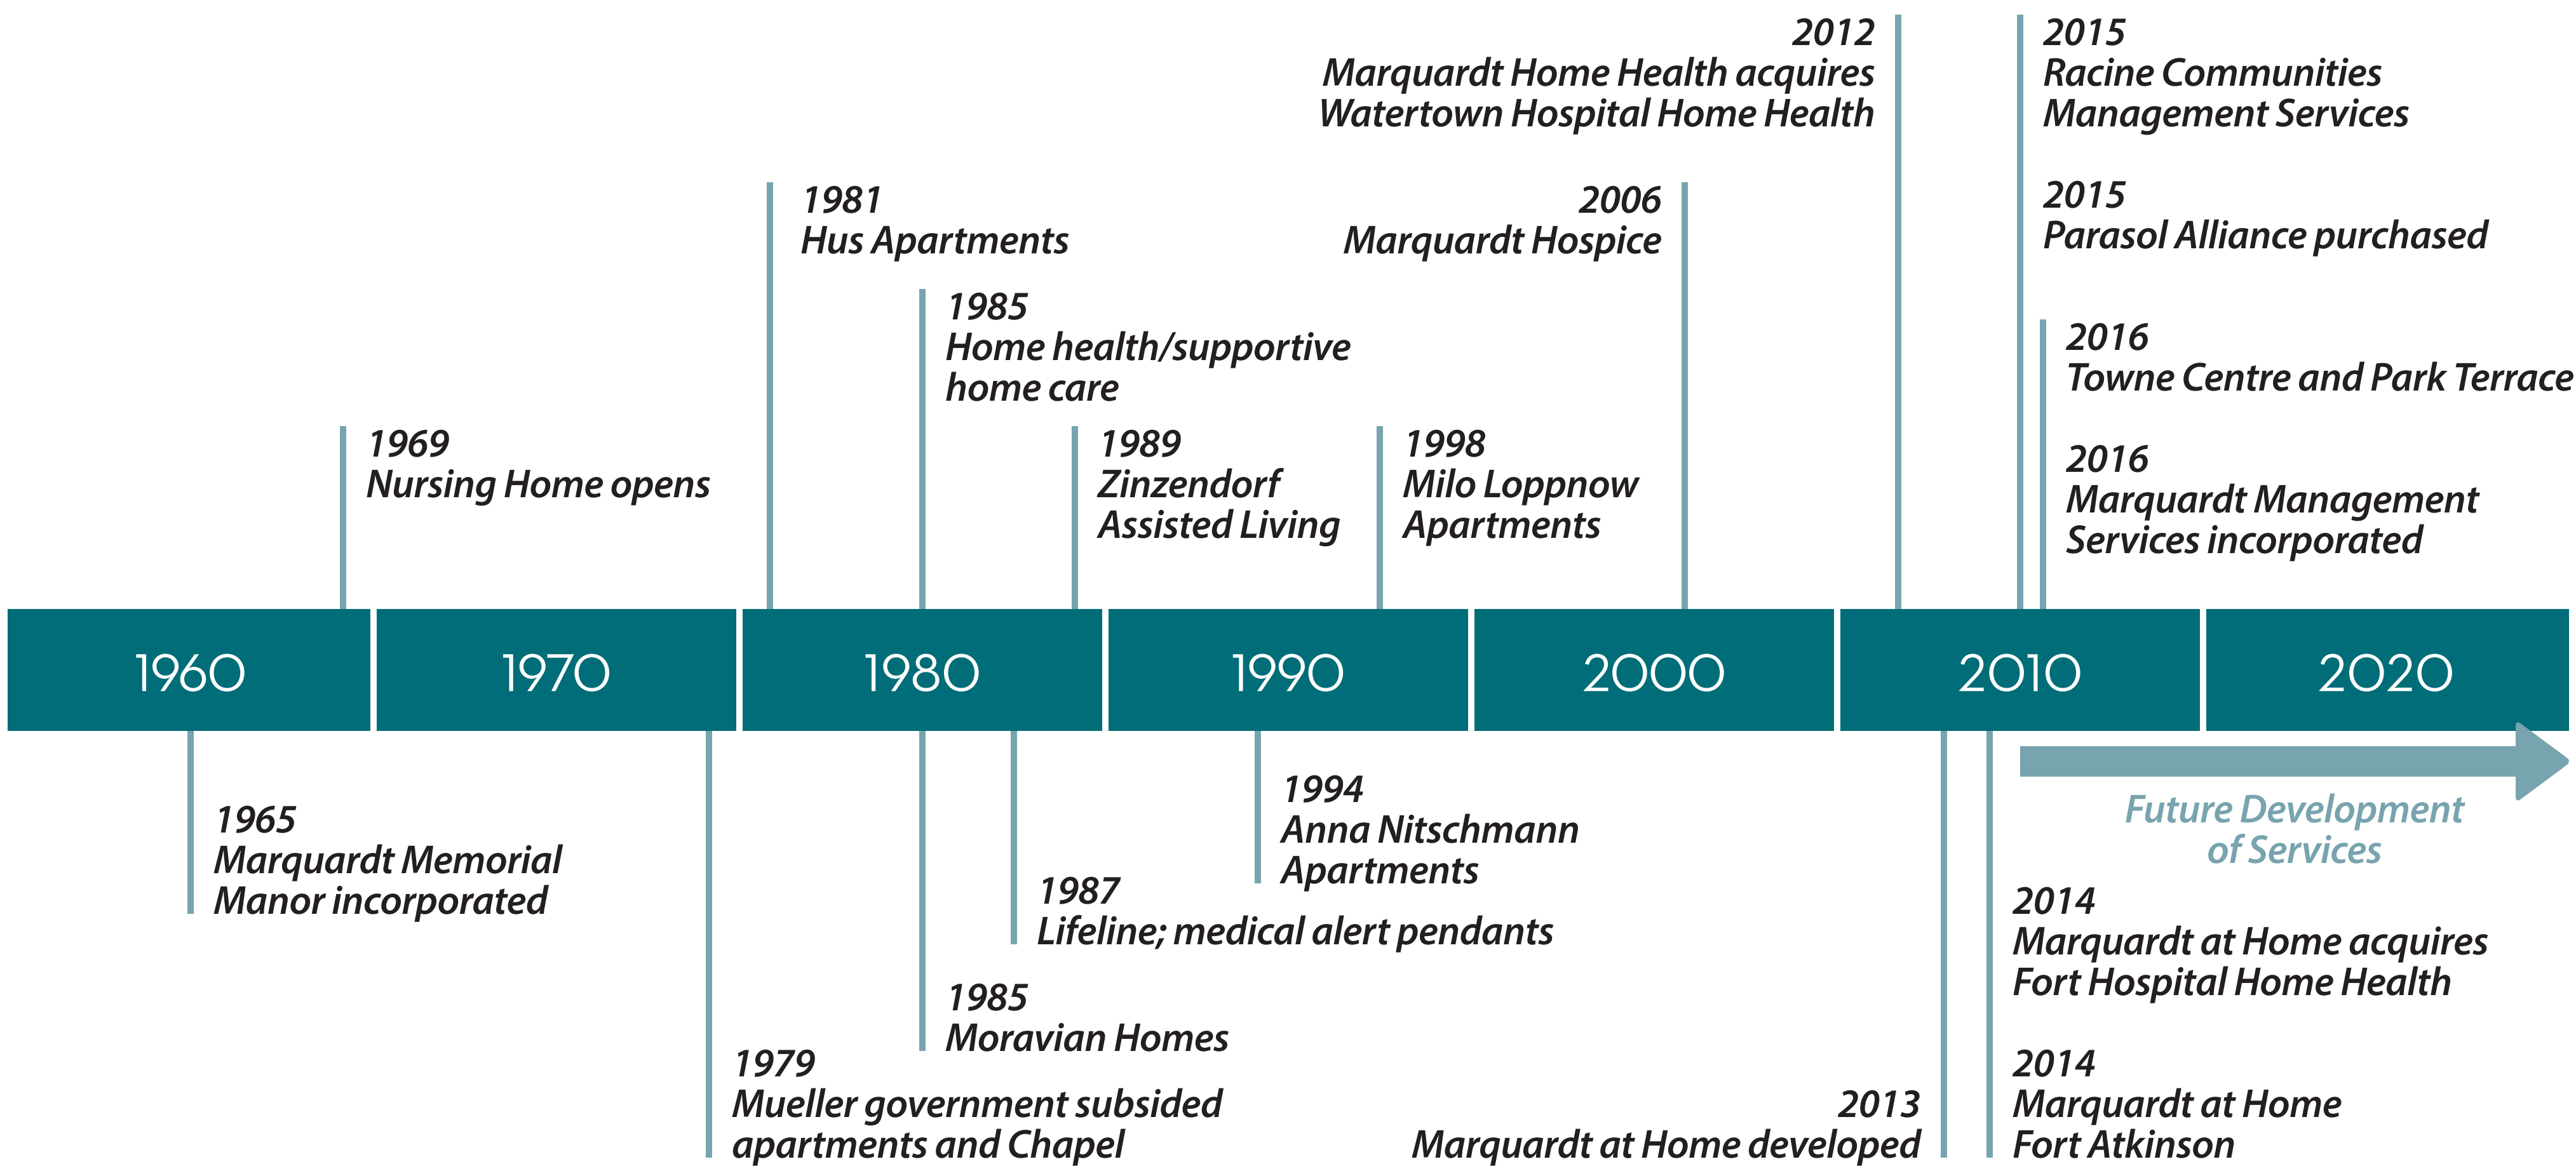 2012
Marquardt Home Health acquires
Watertown Hospital Home Health
2015
Racine Communities
Management Services
2015
Parasol Alliance purchased
1981
Hus Apartments
2006
Marquardt Hospice
1985
Home health/supportive
home care
2016
Towne Centre and Park Terrace
1969
Nursing Home opens
1989
Zinzendorf
Assisted Living
1998
Milo Loppnow
Apartments
2016
Marquardt Management
Services incorporated
1960
1970
1980
1990
2000
2010
2020
1965
Marquardt Memorial
Manor incorporated
1979
Mueller government subsided
apartments and Chapel
1985
Moravian Homes
1987
Lifeline; medical alert pendants
1994
Anna Nitschmann
Apartments
2013
Marquardt at Home developed
Future Development
of Services
2014
Marquardt at Home acquires
Fort Hospital Home Health
2014
Marquardt at Home
Fort Atkinson